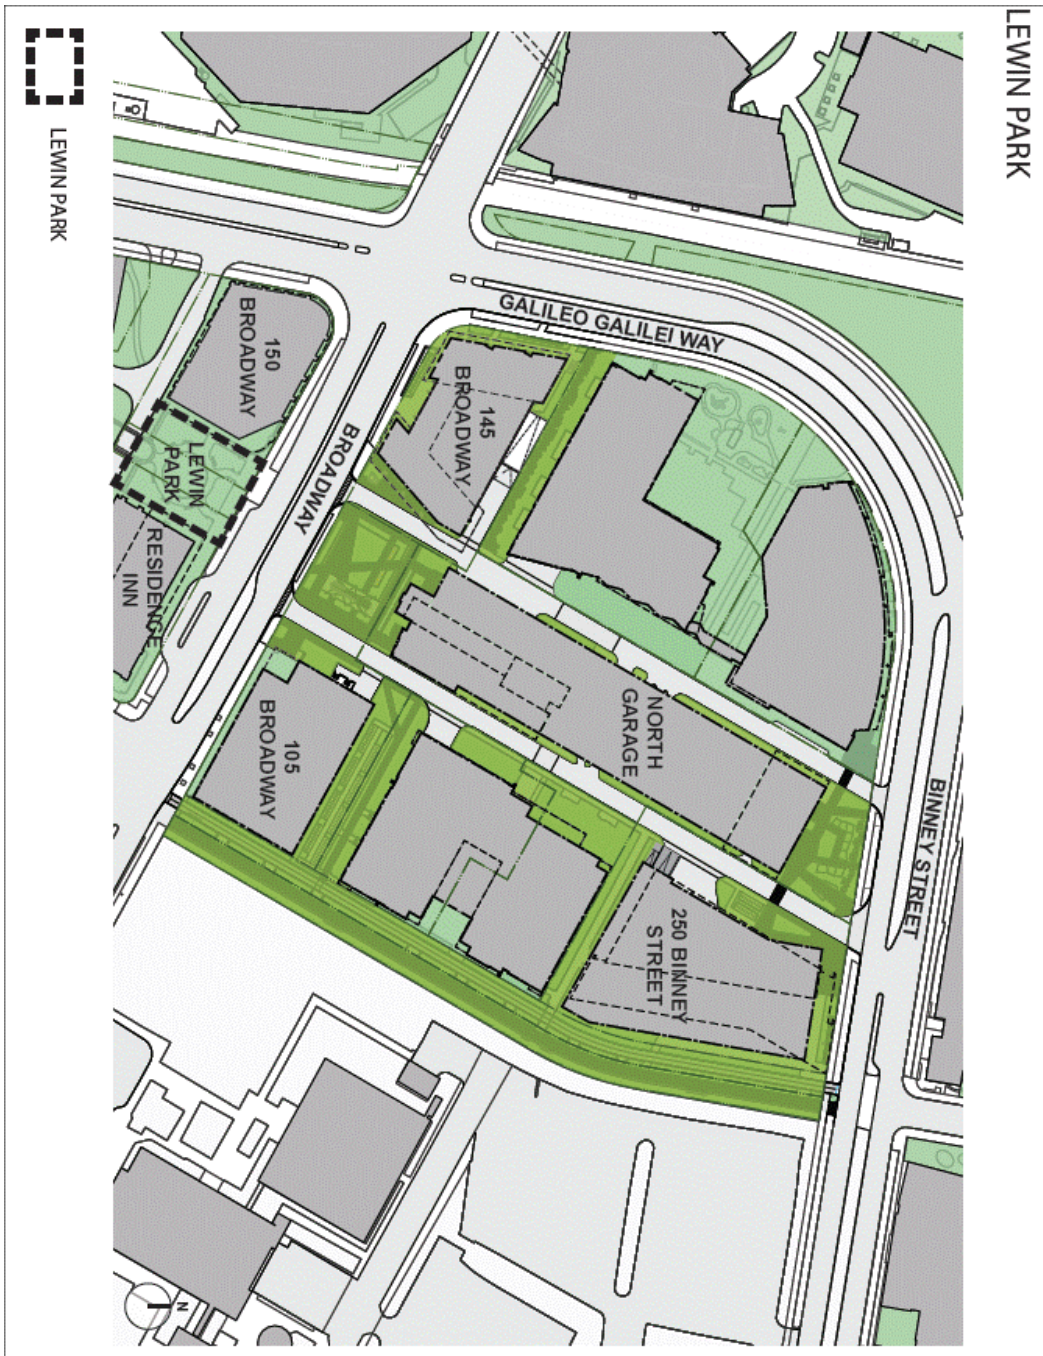 LEWIN PARK
BINNEY STREET
GALILEO GALILEI WAY
NORTH
GARAGE
250 BINNEY
STREET
145
BROADWAY
BROADWAY
105
BROADWAY
150
BROADWAY
LEWIN
PARK
RESIDENCE
INN
N
LEWIN PARK